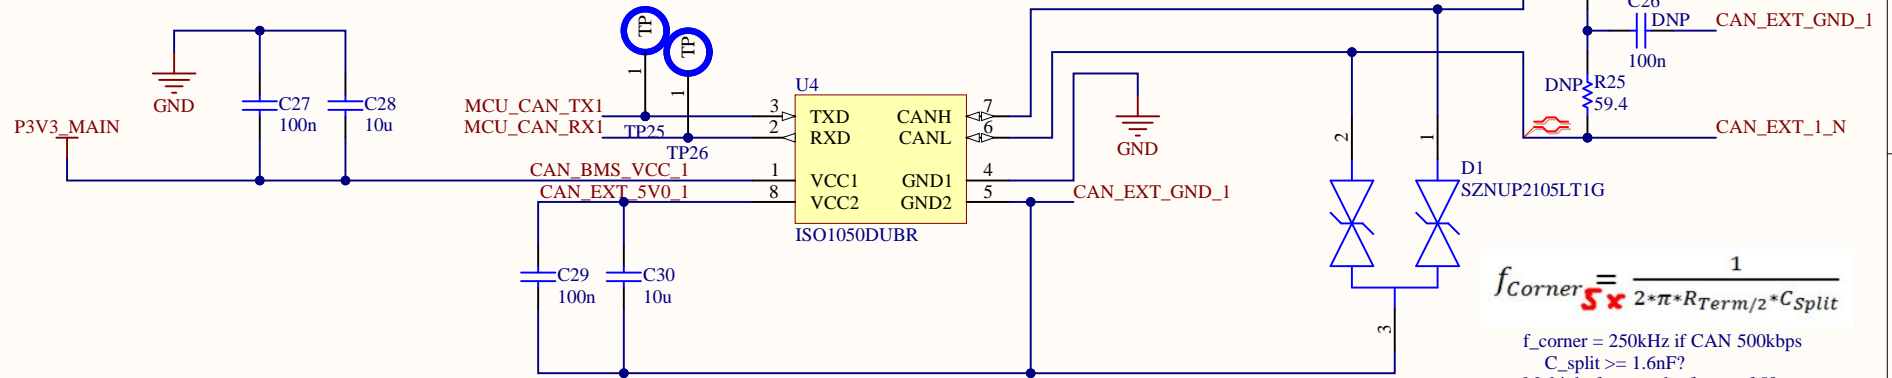 C26
DNP
CAN_EXT_GND_1
100n
DNP
R25
59.4
CAN_EXT_1_N
TP
TP
1
1
GND
C27
100n
C28
10u
P3V3_MAIN
MCU_CAN_TX1
MCU_CAN_RX1
TP25
TP26
CAN_BMS_VCC_1
CAN_EXT_5V0_1
3
2
1
8
U4
TXD
RXD
VCC1
VCC2
CANH
CANL
GND1
GND2
ISO1050DUBR
7
6
4
5
GND
CAN_EXT_GND_1
2
1
D1
SZNUP2105LT1G
3
C29
100n
C30
10u
f_Corner = 1 / 2*π*R_Term/2*C_Split
5x
f_corner = 250kHz if CAN 500kbps
C_split >= 1.6nF?